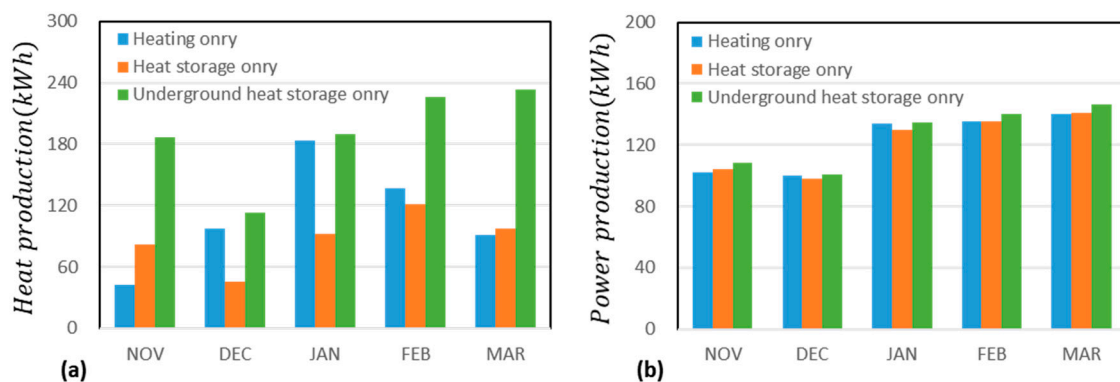 Heat production(kWh)
300
240
180
120
60
0
Heating onry
Heat storage onry
Underground heat storage onry
NOV DEC JAN FEB MAR
(a)
Power production(kWh)
200
160
120
80
40
0
Heating onry
Heat storage onry
Underground heat storage onry
NOV DEC JAN FEB MAR
(b)